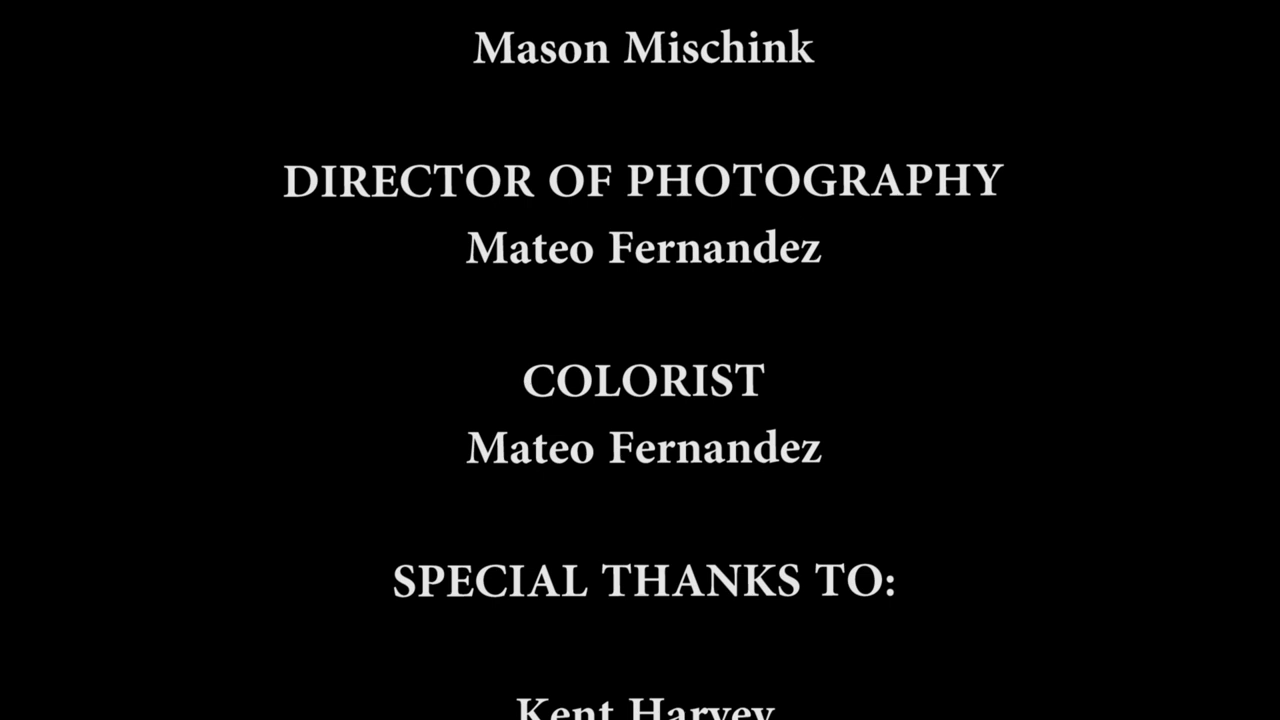 Mason Mischink
DIRECTOR OF PHOTOGRAPHY
Mateo Fernandez
COLORIST
Mateo Fernandez
SPECIAL THANKS TO:
Kent Harvey